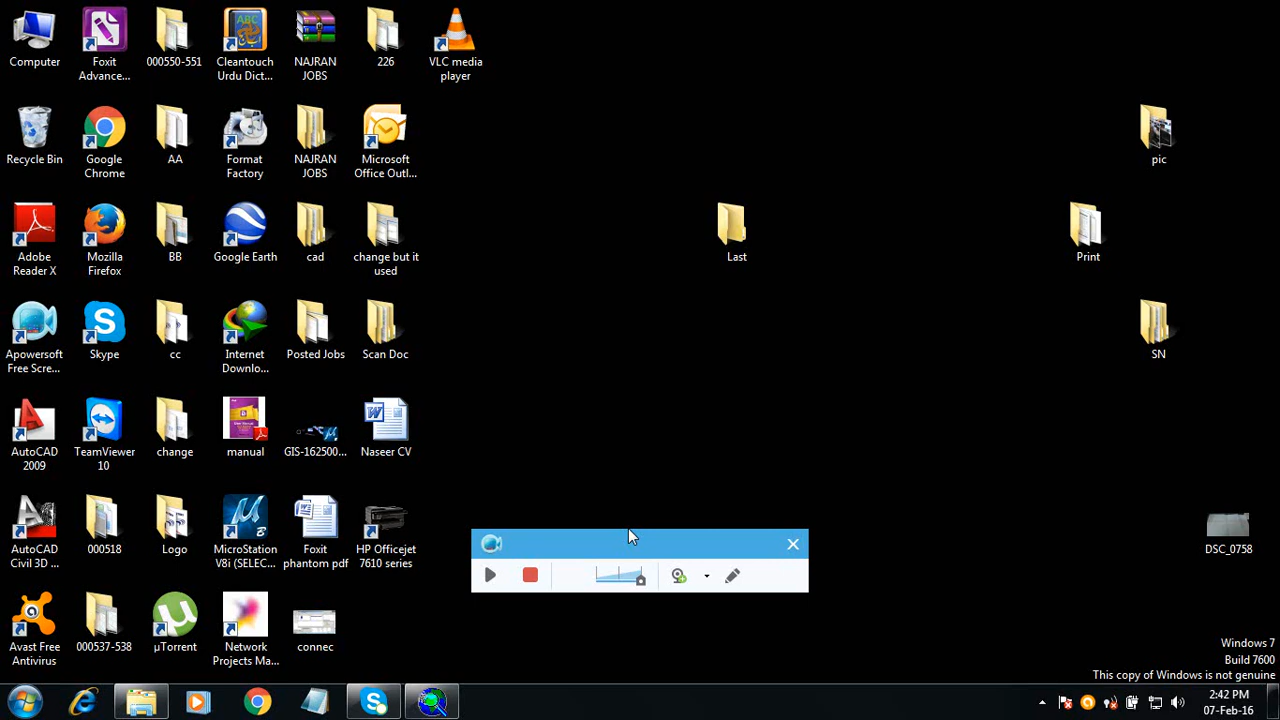 Computer
Foxit
Advance...
000550-551
Cleantouch
Urdu Dict...
NAJRAN
JOBS
226
VLC media
player
Recycle Bin
Google
Chrome
AA
Format
Factory
NAJRAN
JOBS
Microsoft
Office Outl...
pic
Adobe
Reader X
Mozilla
Firefox
BB
Google Earth
cad
change but it
used
Last
Print
Apowersoft
Free Scre...
Skype
cc
Internet
Downlo...
Posted Jobs
Scan Doc
SN
AutoCAD
2009
TeamViewer
10
change
manual
GIS-162500...
Naseer CV
AutoCAD
Civil 3D ...
000518
Logo
MicroStation
V8i (SELEC...
Foxit
phantom pdf
HP Officejet
7610 series
DSC_0758
Avast Free
Antivirus
000537-538
µTorrent
Network
Projects Ma...
connec
Windows 7
Build 7600
This copy of Windows is not genuine
2:42 PM
07-Feb-16